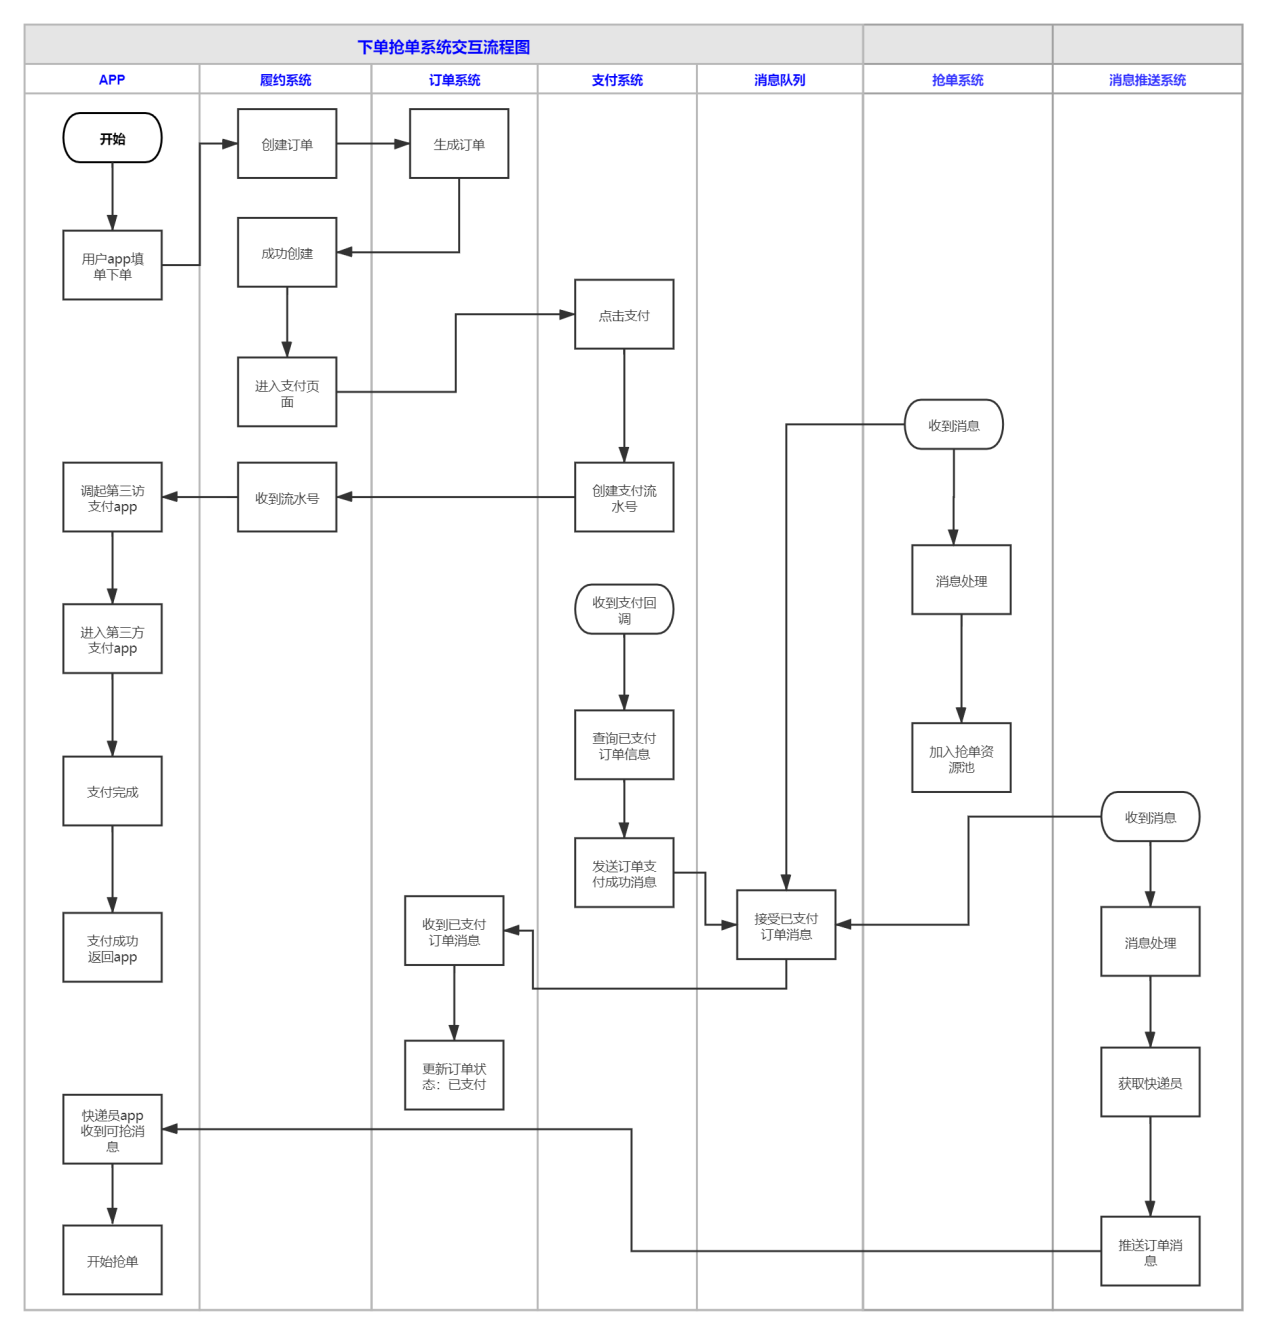 下单抢单系统交互流程图
APP
履约系统
订单系统
支付系统
消息队列
抢单系统
消息推送系统
开始
创建订单
生成订单
用户app填
单下单
成功创建
点击支付
进入支付页
面
收到消息
调起第三访
支付app
收到流水号
创建支付流
水号
消息处理
收到支付回
调
进入第三方
支付app
查询已支付
订单信息
加入抢单资
源池
支付完成
收到消息
发送订单支
付成功消息
收到已支付
订单消息
接受已支付
订单消息
支付成功
返回app
消息处理
更新订单状
态：已支付
获取快递员
快递员app
收到可抢消
息
推送订单消
息
开始抢单